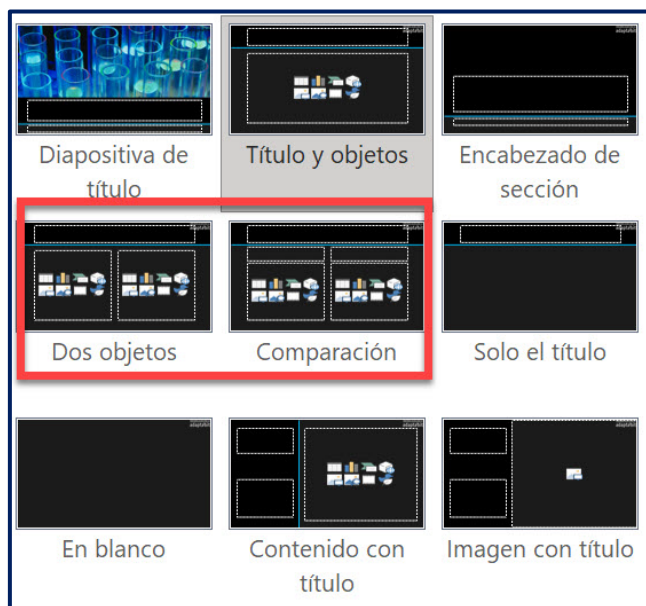 Diapositiva de
título
Título y objetos
Encabezado de
sección
Dos objetos
Comparación
Solo el título
En blanco
Contenido con
título
Imagen con título